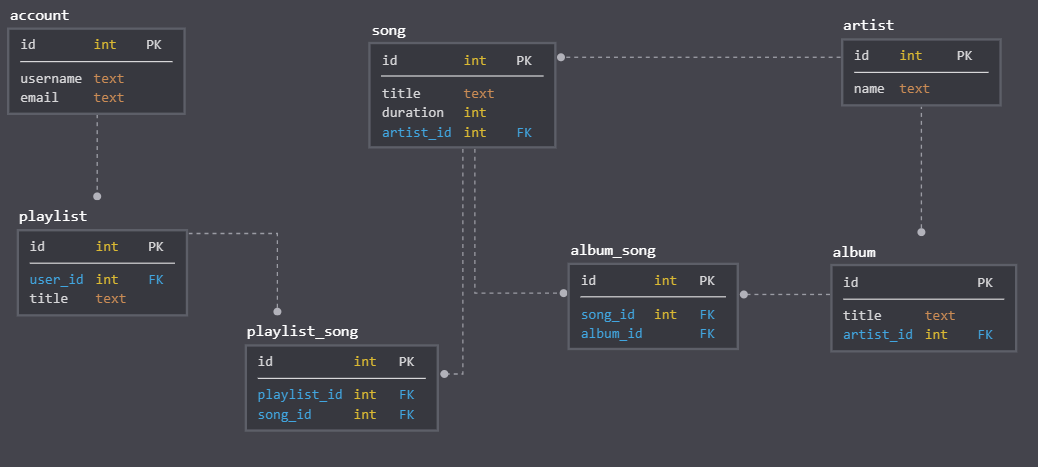 account
id int PK
username text
email text
song
id int PK
title text
duration int
artist_id int FK
artist
id int PK
name text
playlist
id int PK
user_id int FK
title text
album_song
id int PK
song_id int FK
album_id FK
album
id PK
title text
artist_id int FK
playlist_song
id int PK
playlist_id int FK
song_id int FK